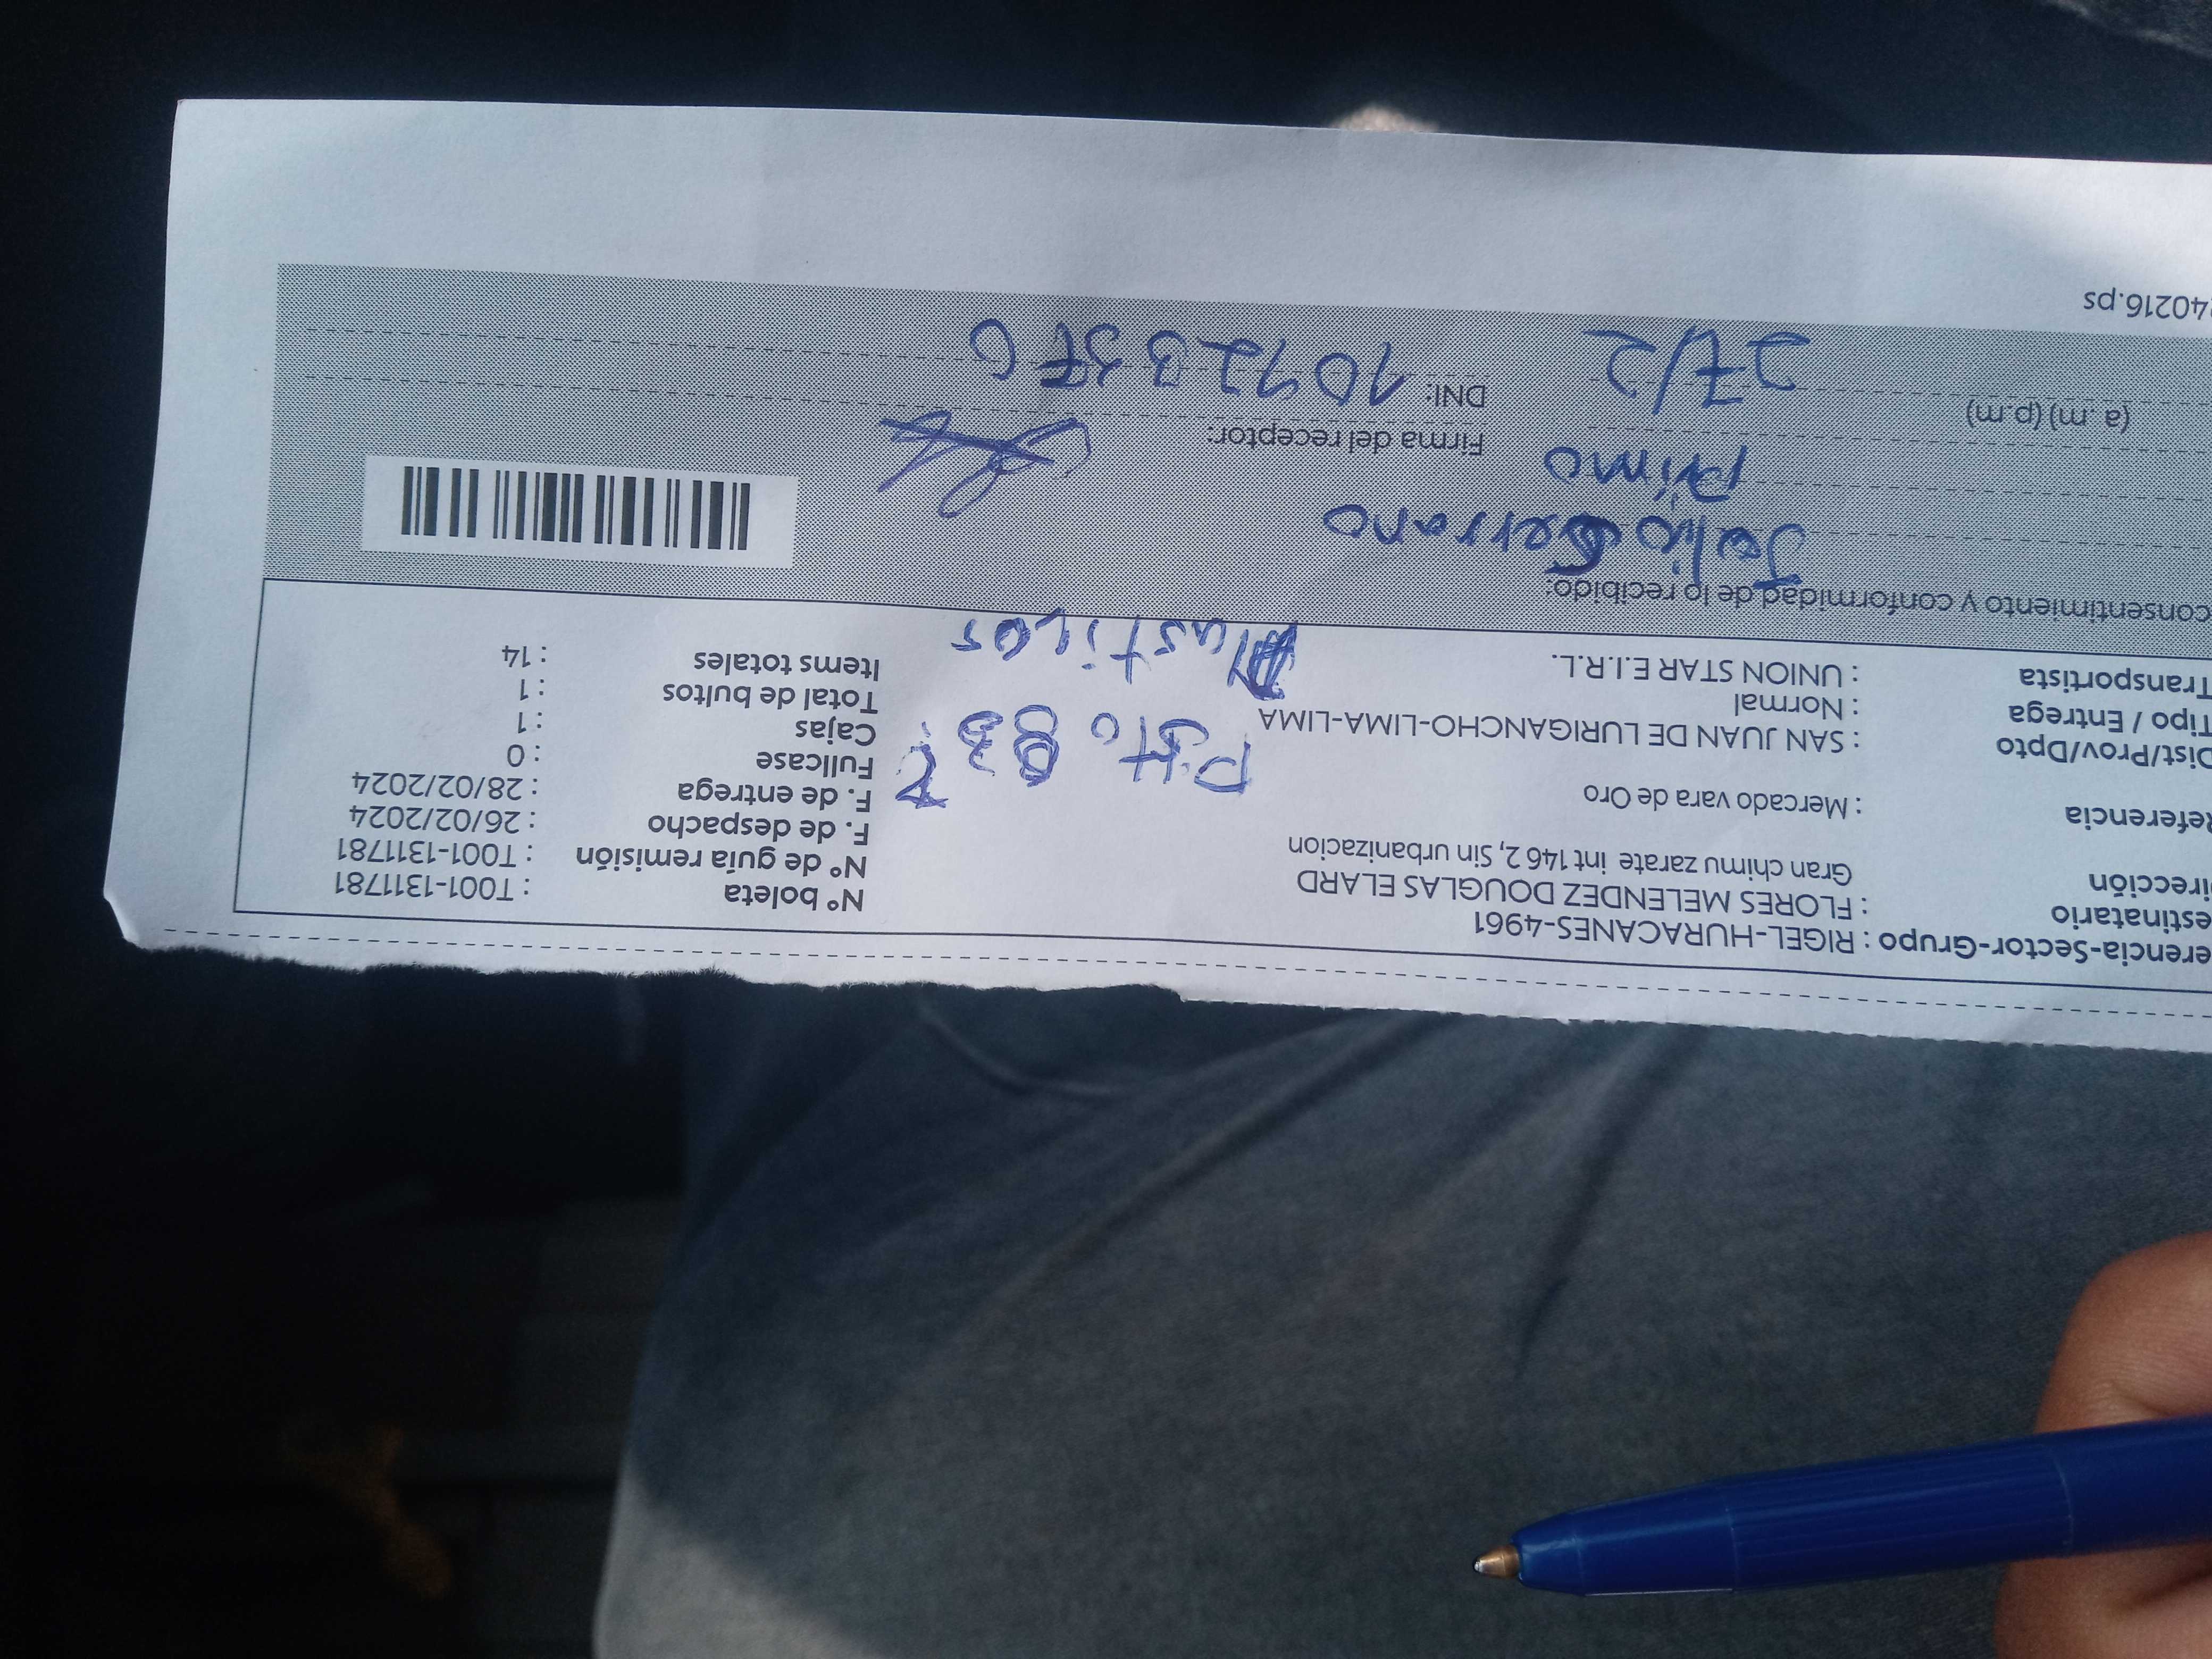 erencia-Sector-Grupo : RIGEL-HURACANES-4961
estinatario : FLORES MELENDEZ DOUGLAS ELARD
irección Gran chimu zarate int 146 2, Sin urbanizacion
Referencia : Mercado vara de Oro
Dist/Prov/Dpto : SAN JUAN DE LURIGANCHO-LIMA-LIMA
Tipo / Entrega : Normal
Transportista : UNION STAR E.I.R.L.
Nº boleta : T001-1311781
Nº de guía remisión : T001-1311781
F. de despacho : 26/02/2024
F. de entrega : 28/02/2024
Fullcase : 0
Cajas : 1
Total de bultos : 1
Items totales : 14
Plasticos
consentimiento y conformidad de lo recibido:
Julio Serrano
primo
Firma del receptor:
(a .m) (p.m) 27/2
DNI:
40216.ps